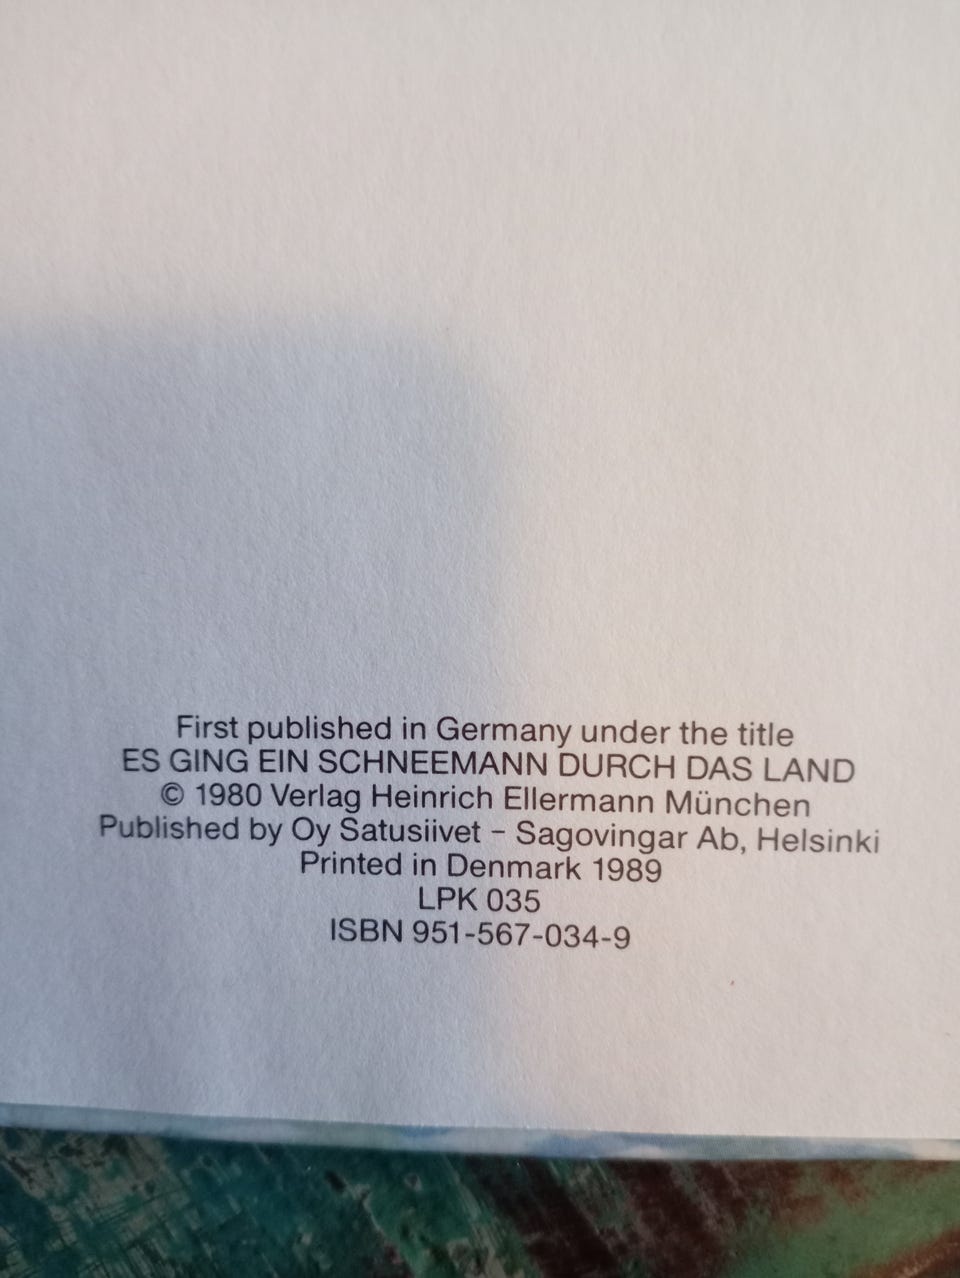 First published in Germany under the title
ES GING EIN SCHNEEMANN DURCH DAS LAND
© 1980 Verlag Heinrich Ellermann München
Published by Oy Satusiivet – Sagovingar Ab, Helsinki
Printed in Denmark 1989
LPK 035
ISBN 951-567-034-9